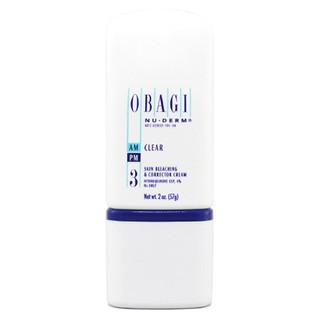 OBAGI
NU-DERM®
AM
PM
CLEAR
3
SKIN BLEACHING
& CORRECTOR CREAM
HYDROQUINONE USP, 4%
Rx ONLY
Net wt. 2 oz. (57g)